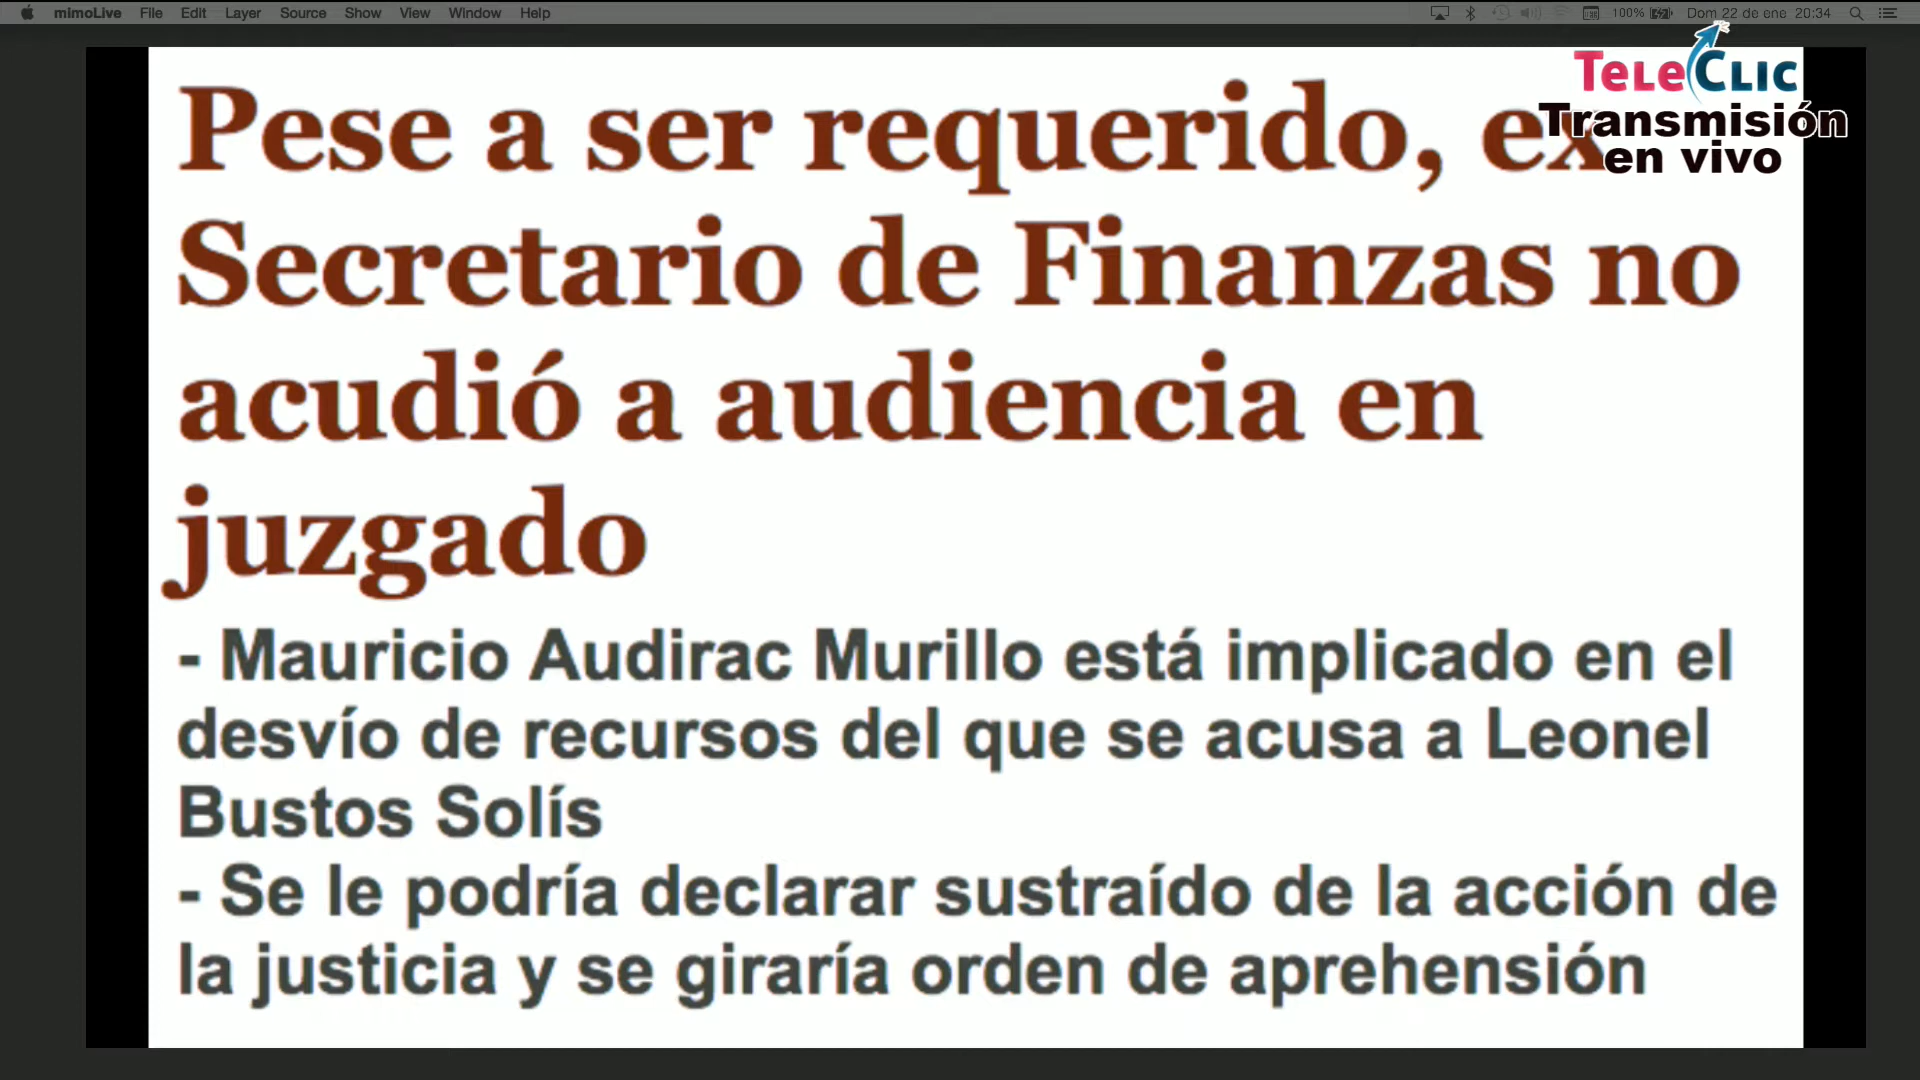 mimoLive File Edit Layer Source Show View Window Help 100% Dom 22 de ene 20:34
TeleClic
Transmisión
en vivo
Pese a ser requerido, ex
Secretario de Finanzas no
acudió a audiencia en
juzgado
- Mauricio Audirac Murillo está implicado en el
desvío de recursos del que se acusa a Leonel
Bustos Solís
- Se le podría declarar sustraído de la acción de
la justicia y se giraría orden de aprehensión